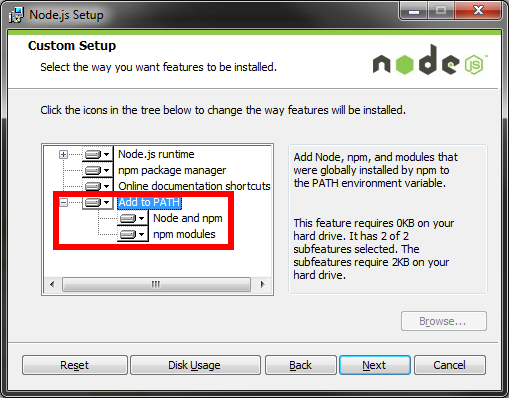 Node.js Setup
Custom Setup
Select the way you want features to be installed.
node
JS
Click the icons in the tree below to change the way features will be installed.
Node.js runtime
npm package manager
Online documentation shortcuts
Add to PATH
Node and npm
npm modules
Add Node, npm, and modules that
were globally installed by npm to
the PATH environment variable.
This feature requires 0KB on your
hard drive. It has 2 of 2
subfeatures selected. The
subfeatures require 2KB on your
hard drive.
Browse...
Reset
Disk Usage
Back
Next
Cancel